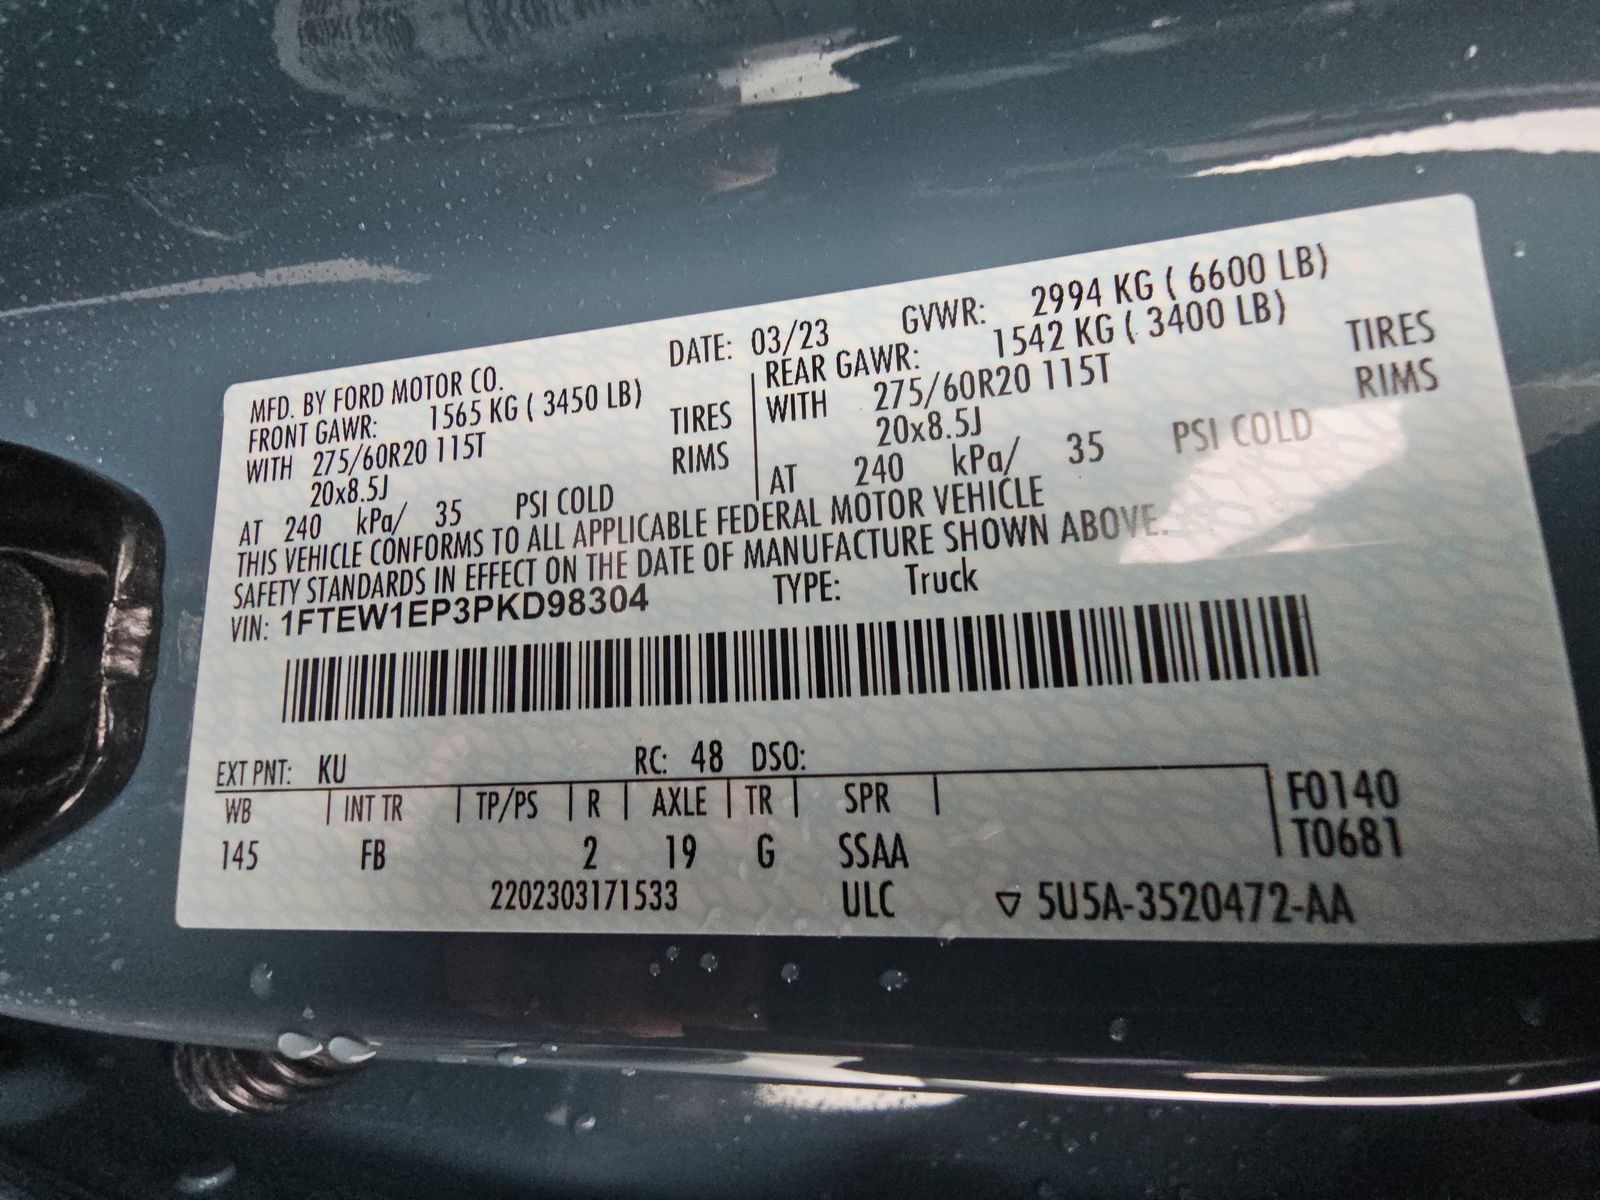 MFD. BY FORD MOTOR CO. DATE: 03/23 GVWR: 2994 KG ( 6600 LB)
FRONT GAWR: 1565 KG ( 3450 LB) REAR GAWR: 1542 KG ( 3400 LB)
WITH 275/60R20 115T TIRES WITH 275/60R20 115T TIRES
20x8.5J RIMS 20x8.5J RIMS
AT 240 kPa/ 35 PSI COLD AT 240 kPa/ 35 PSI COLD
THIS VEHICLE CONFORMS TO ALL APPLICABLE FEDERAL MOTOR VEHICLE
SAFETY STANDARDS IN EFFECT ON THE DATE OF MANUFACTURE SHOWN ABOVE.
VIN: 1FTEW1EP3PKD98304 TYPE: Truck
EXT PNT: KU RC: 48 DSO:
WB INT TR TP/PS R AXLE TR SPR F0140
145 FB 2 19 G SSAA T0681
2202303171533 ULC ▽ 5U5A-3520472-AA